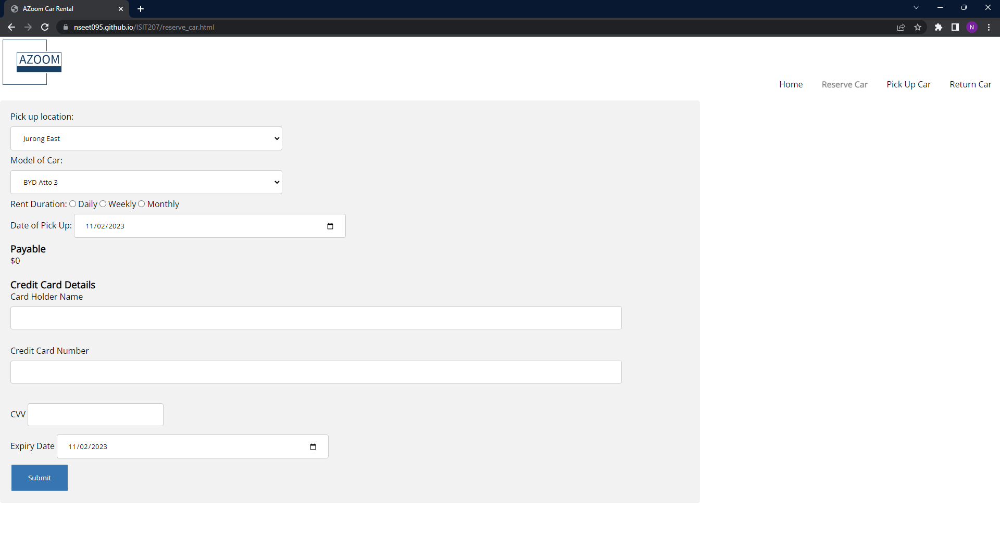 AZoom Car Rental
nseet095.github.io/ISIT207/reserve_car.html
N
AZOOM
Home Reserve Car Pick Up Car Return Car
Pick up location:
Jurong East
Model of Car:
BYD Atto 3
Rent Duration: Daily Weekly Monthly
Date of Pick Up: 11/02/2023
Payable
$0
Credit Card Details
Card Holder Name
Credit Card Number
CVV
Expiry Date 11/02/2023
Submit